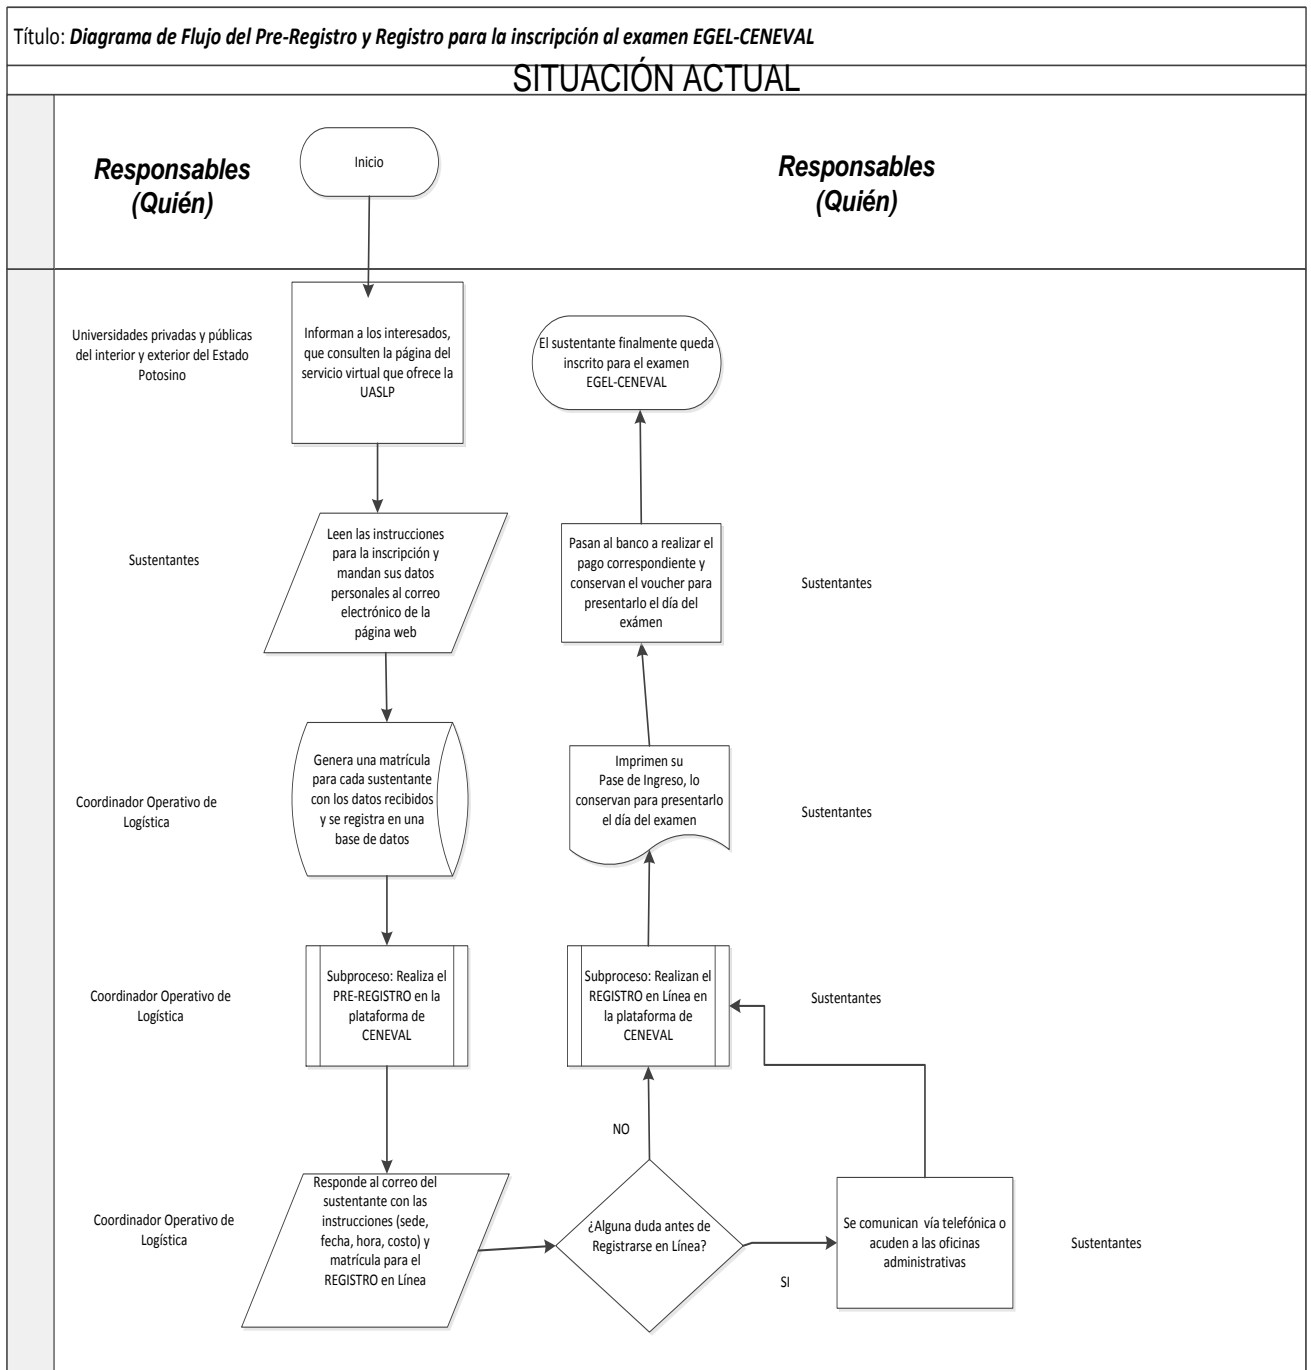 Título: Diagrama de Flujo del Pre-Registro y Registro para la inscripción al examen EGEL-CENEVAL
SITUACIÓN ACTUAL
Responsables
(Quién)
Inicio
Responsables
(Quién)
Universidades privadas y públicas
del interior y exterior del Estado
Potosino
Informan a los interesados,
que consulten la página del
servicio virtual que ofrece la
UASLP
Sustentantes
Leen las instrucciones
para la inscripción y
mandan sus datos
personales al correo
electrónico de la
página web
Coordinador Operativo de
Logística
Genera una matrícula
para cada sustentante
con los datos recibidos
y se registra en una
base de datos
Coordinador Operativo de
Logística
Subproceso: Realiza el
PRE-REGISTRO en la
plataforma de
CENEVAL
Coordinador Operativo de
Logística
Responde al correo del
sustentante con las
instrucciones (sede,
fecha, hora, costo) y
matrícula para el
REGISTRO en Línea
¿Alguna duda antes de
Registrarse en Línea?
SI
Se comunican vía telefónica o
acuden a las oficinas
administrativas
Sustentantes
NO
Subproceso: Realizan el
REGISTRO en Línea en
la plataforma de
CENEVAL
Sustentantes
Imprimen su
Pase de Ingreso, lo
conservan para presentarlo
el día del examen
Sustentantes
Pasan al banco a realizar el
pago correspondiente y
conservan el voucher para
presentarlo el día del
exámen
Sustentantes
El sustentante finalmente queda
inscrito para el examen
EGEL-CENEVAL